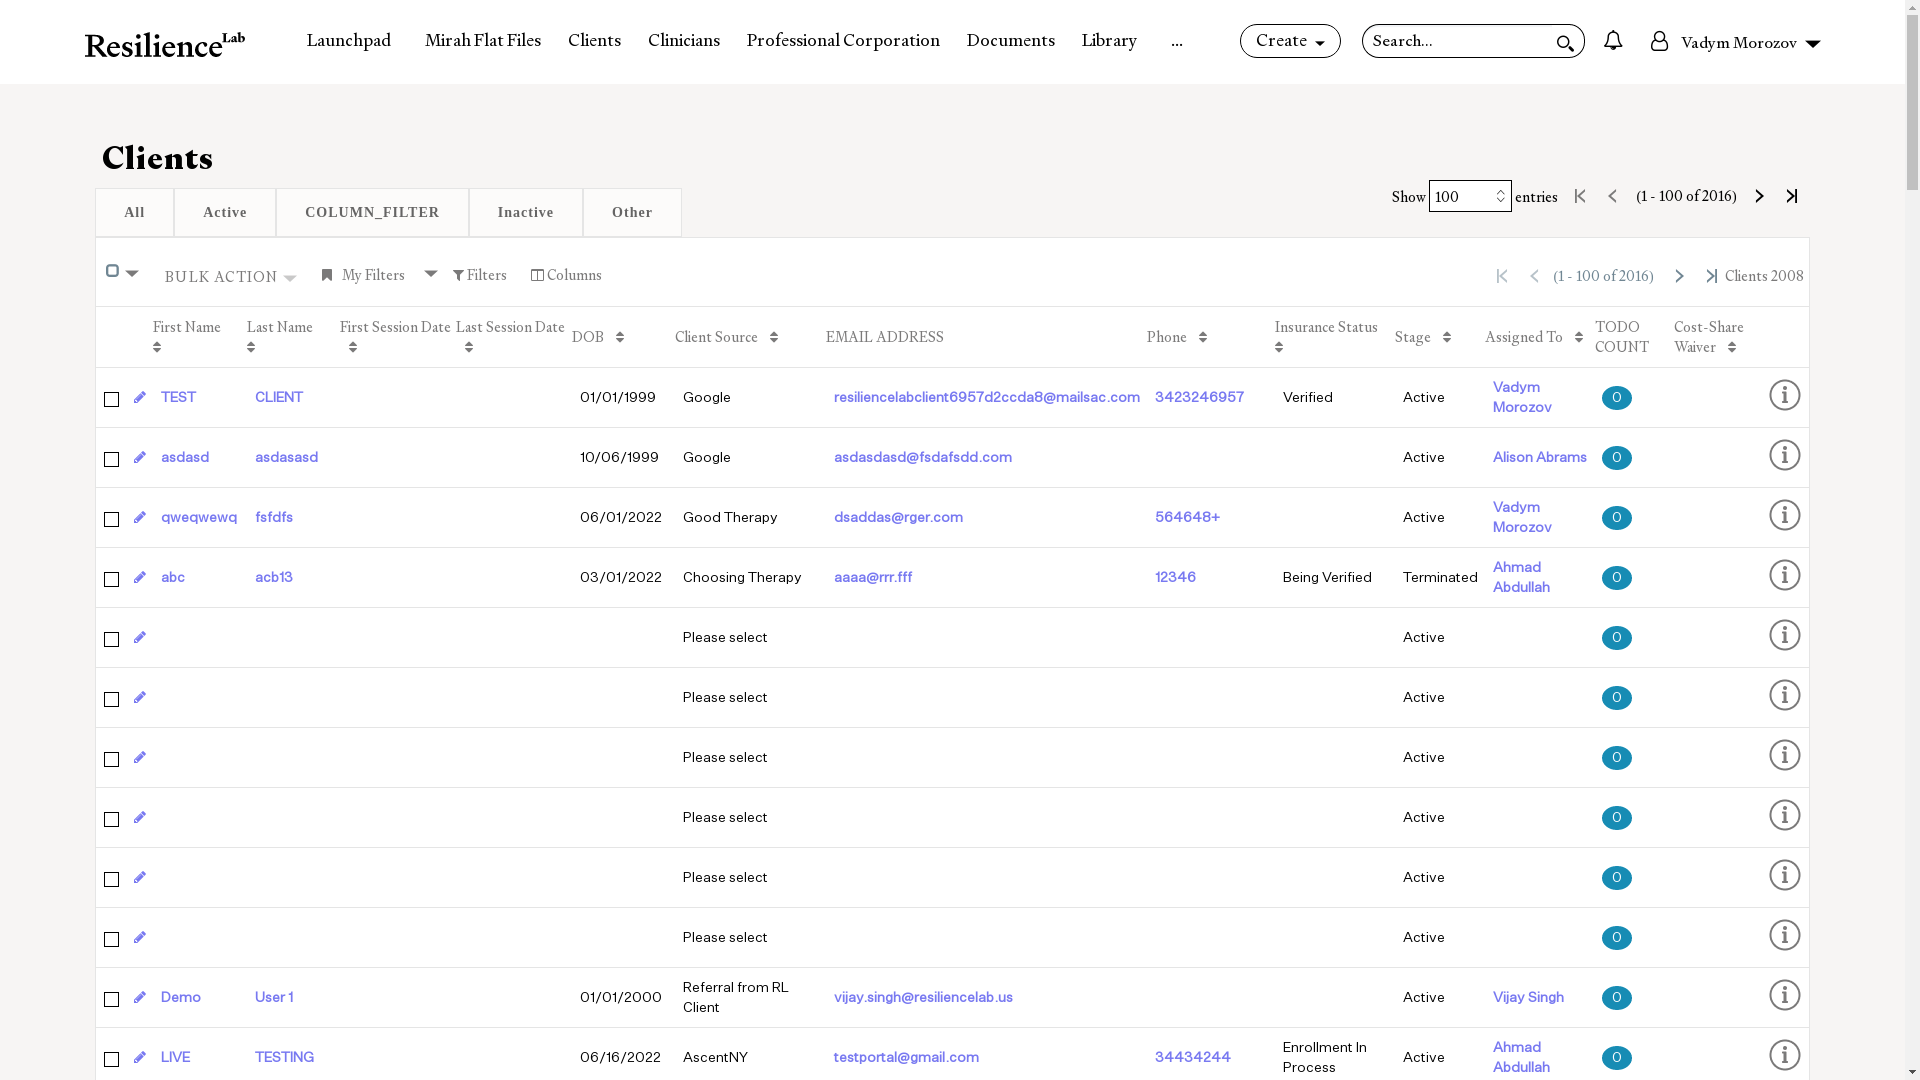 ResilienceLab Launchpad Mirah Flat Files Clients Clinicians Professional Corporation Documents Library ... Create Search... Vadym Morozov
Clients
Show 100 entries (1 - 100 of 2016)
All Active COLUMN_FILTER Inactive Other
BULK ACTION My Filters Filters Columns (1 - 100 of 2016) Clients 2008
First Name Last Name First Session Date Last Session Date DOB Client Source EMAIL ADDRESS Phone Insurance Status Stage Assigned To TODO COUNT Cost-Share Waiver
TEST CLIENT 01/01/1999 Google resiliencelabclient6957d2ccda8@mailsac.com 3423246957 Verified Active Vadym Morozov 0
asdasd asdasasd 10/06/1999 Google asdasdasd@fsdafsdd.com Active Alison Abrams 0
qweqwewq fsfdfs 06/01/2022 Good Therapy dsaddas@rger.com 564648+ Active Vadym Morozov 0
abc acb13 03/01/2022 Choosing Therapy aaaa@rrr.fff 12346 Being Verified Terminated Ahmad Abdullah 0
Please select Active 0
Please select Active 0
Please select Active 0
Please select Active 0
Please select Active 0
Please select Active 0
Demo User 1 01/01/2000 Referral from RL Client vijay.singh@resiliencelab.us Active Vijay Singh 0
LIVE TESTING 06/16/2022 AscentNY testportal@gmail.com 34434244 Enrollment In Process Active Ahmad Abdullah 0